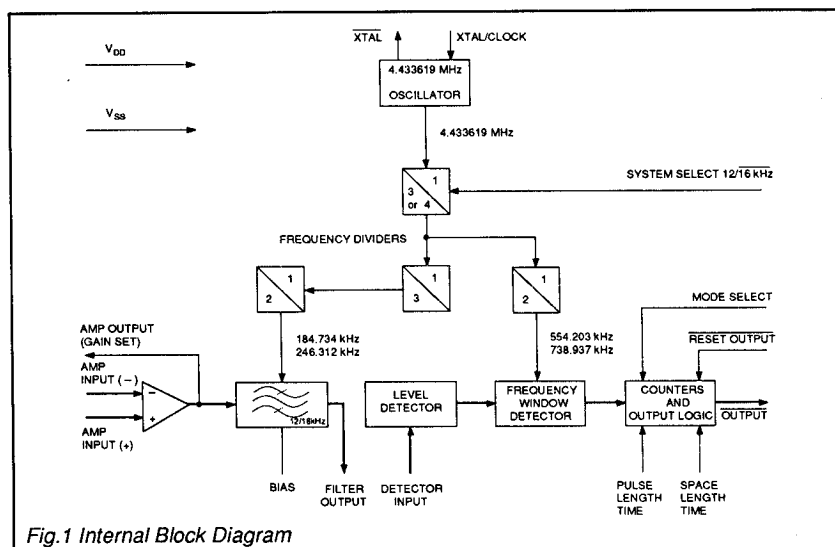 XTAL
XTAL/CLOCK
V DD
4.433619 MHz
OSCILLATOR
V SS
4.433619 MHz
1
3
or 4
SYSTEM SELECT 12/16 kHz
FREQUENCY DIVIDERS
1
2
1
3
1
2
MODE SELECT
AMP OUTPUT
(GAIN SET)
184.734 kHz
246.312 kHz
554.203 kHz
738.937 kHz
RESET OUTPUT
AMP
INPUT (−)
−
+
AMP
INPUT (+)
12/16kHz
LEVEL
DETECTOR
FREQUENCY
WINDOW
DETECTOR
COUNTERS
AND
OUTPUT LOGIC
OUTPUT
BIAS
FILTER
OUTPUT
DETECTOR
INPUT
PULSE
LENGTH
TIME
SPACE
LENGTH
TIME
Fig.1 Internal Block Diagram